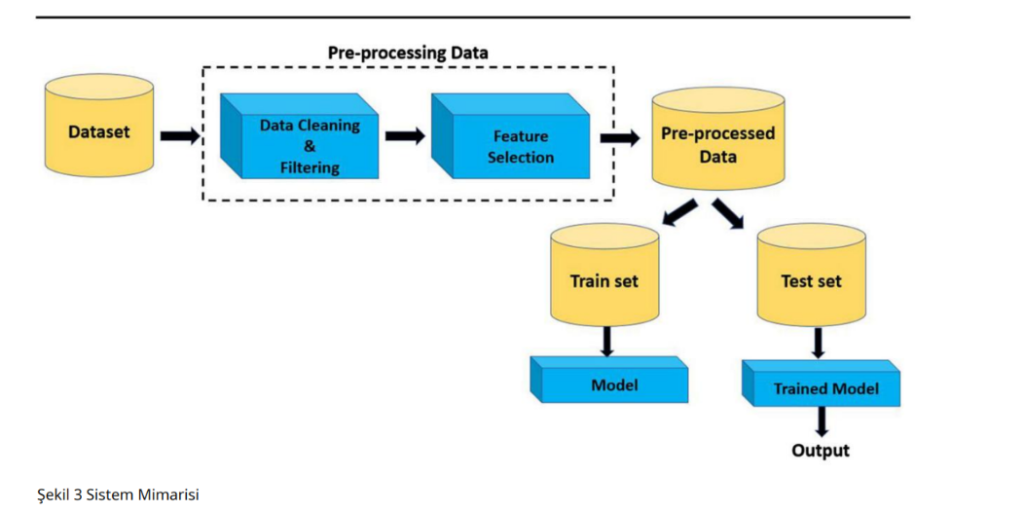 Pre-processing Data
Dataset
Data Cleaning
&
Filtering
Feature
Selection
Pre-processed
Data
Train set
Test set
Model
Trained Model
Output
Şekil 3 Sistem Mimarisi